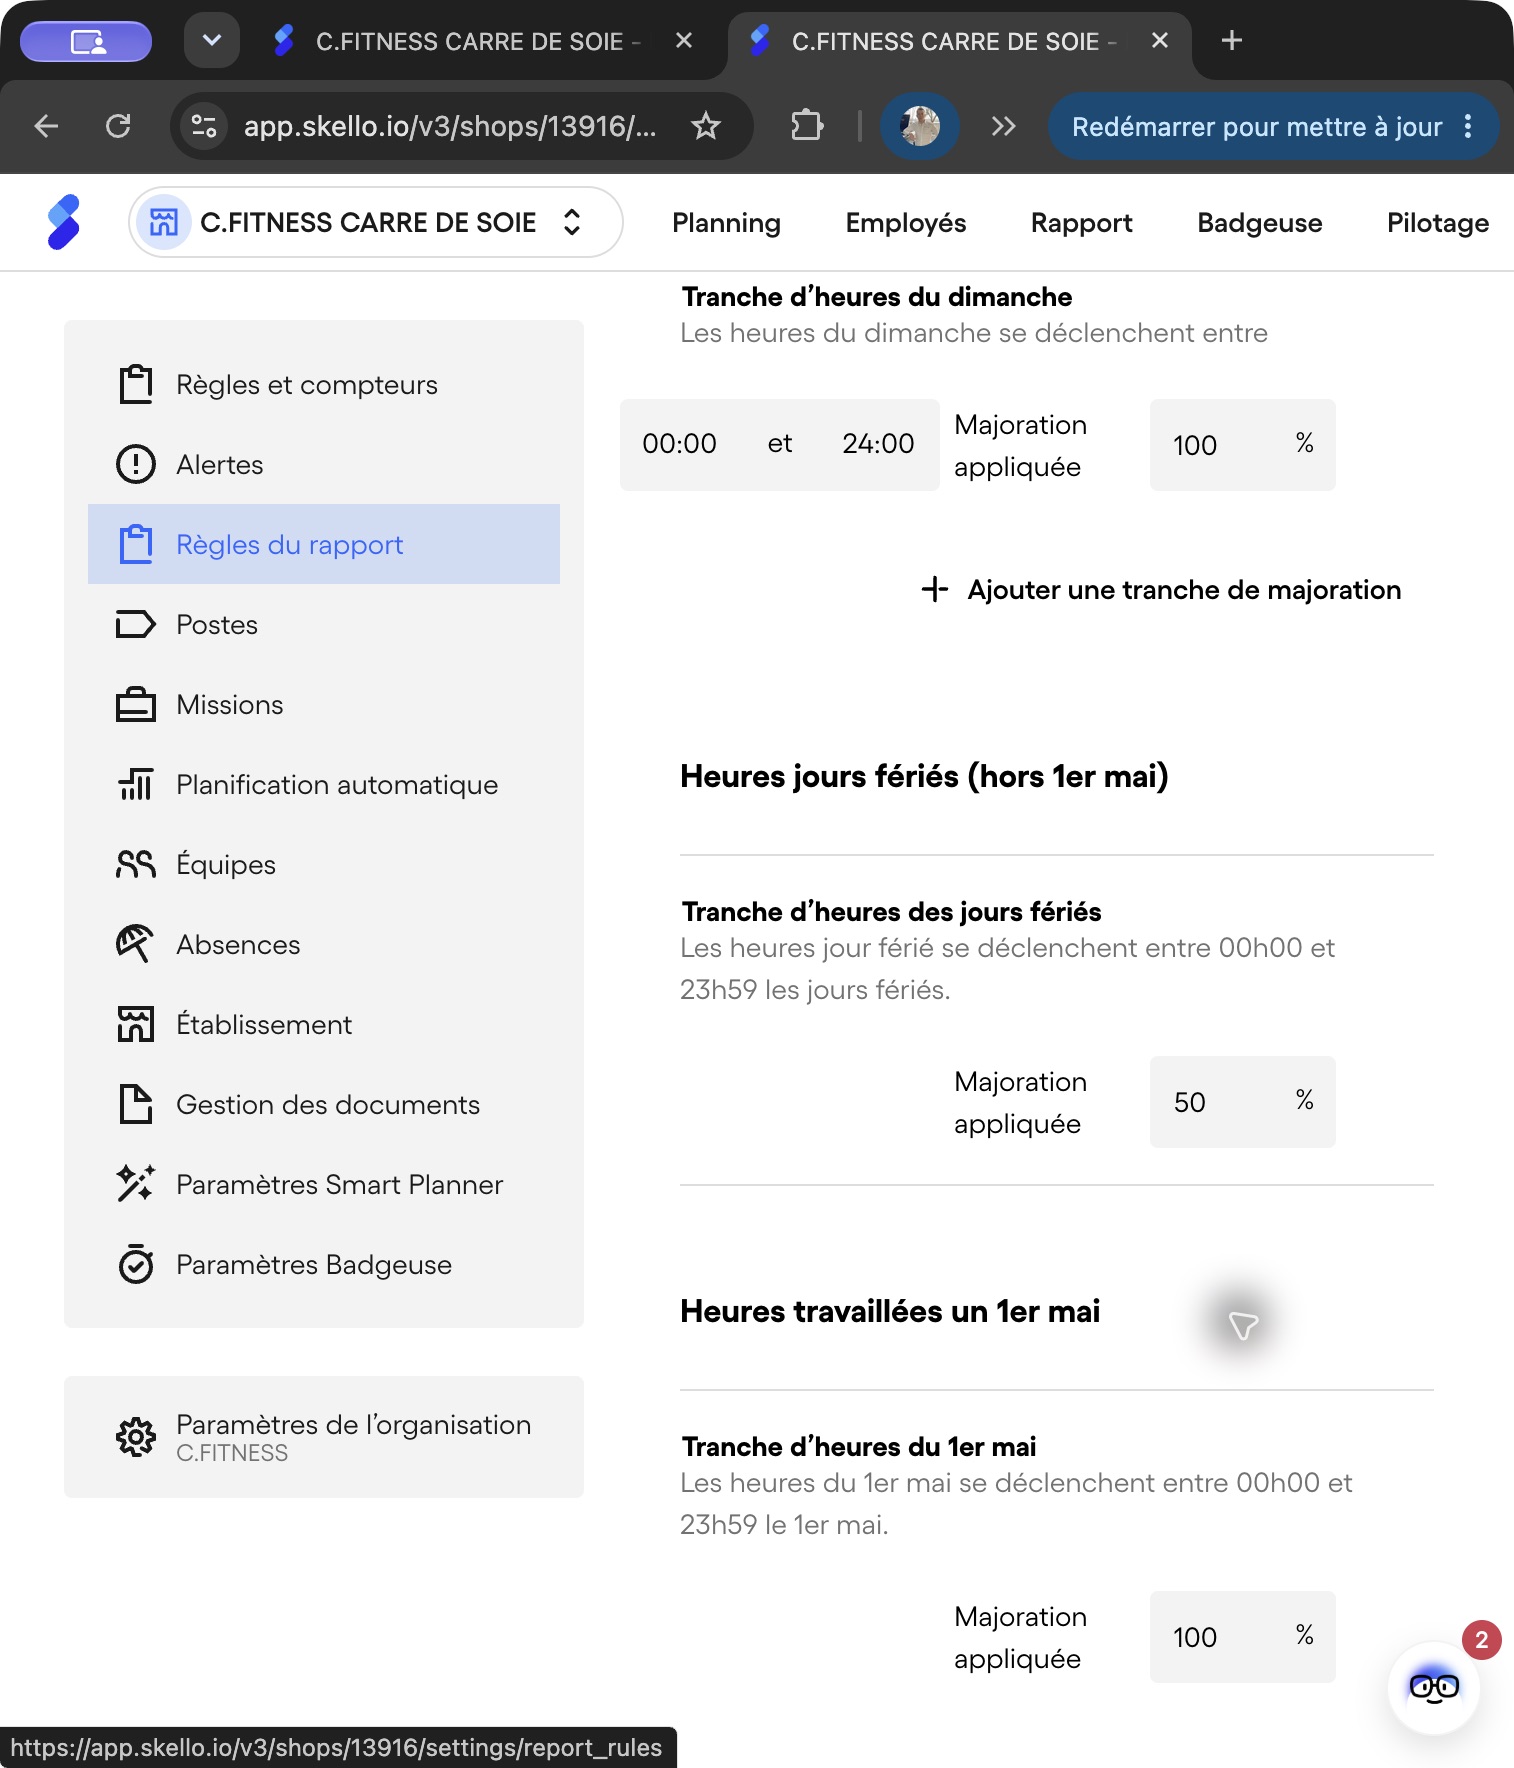 C.FITNESS CARRE DE SOIE -
C.FITNESS CARRE DE SOIE -
app.skello.io/v3/shops/13916/...
Redémarrer pour mettre à jour
C.FITNESS CARRE DE SOIE
Planning
Employés
Rapport
Badgeuse
Pilotage
Règles et compteurs
Alertes
Règles du rapport
Postes
Missions
Planification automatique
Équipes
Absences
Établissement
Gestion des documents
Paramètres Smart Planner
Paramètres Badgeuse
Paramètres de l’organisation
C.FITNESS
Tranche d’heures du dimanche
Les heures du dimanche se déclenchent entre
00:00 et 24:00
Majoration
appliquée
100 %
Ajouter une tranche de majoration
Heures jours fériés (hors 1er mai)
Tranche d’heures des jours fériés
Les heures jour férié se déclenchent entre 00h00 et
23h59 les jours fériés.
Majoration
appliquée
50 %
Heures travaillées un 1er mai
Tranche d’heures du 1er mai
Les heures du 1er mai se déclenchent entre 00h00 et
23h59 le 1er mai.
Majoration
appliquée
100 %
2
https://app.skello.io/v3/shops/13916/settings/report_rules